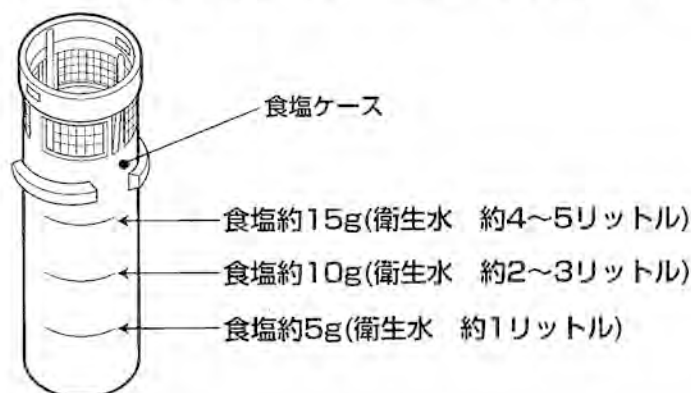 食塩ケース
食塩約15g(衛生水 約4～5リットル)
食塩約10g(衛生水 約2～3リットル)
食塩約5g(衛生水 約1リットル)